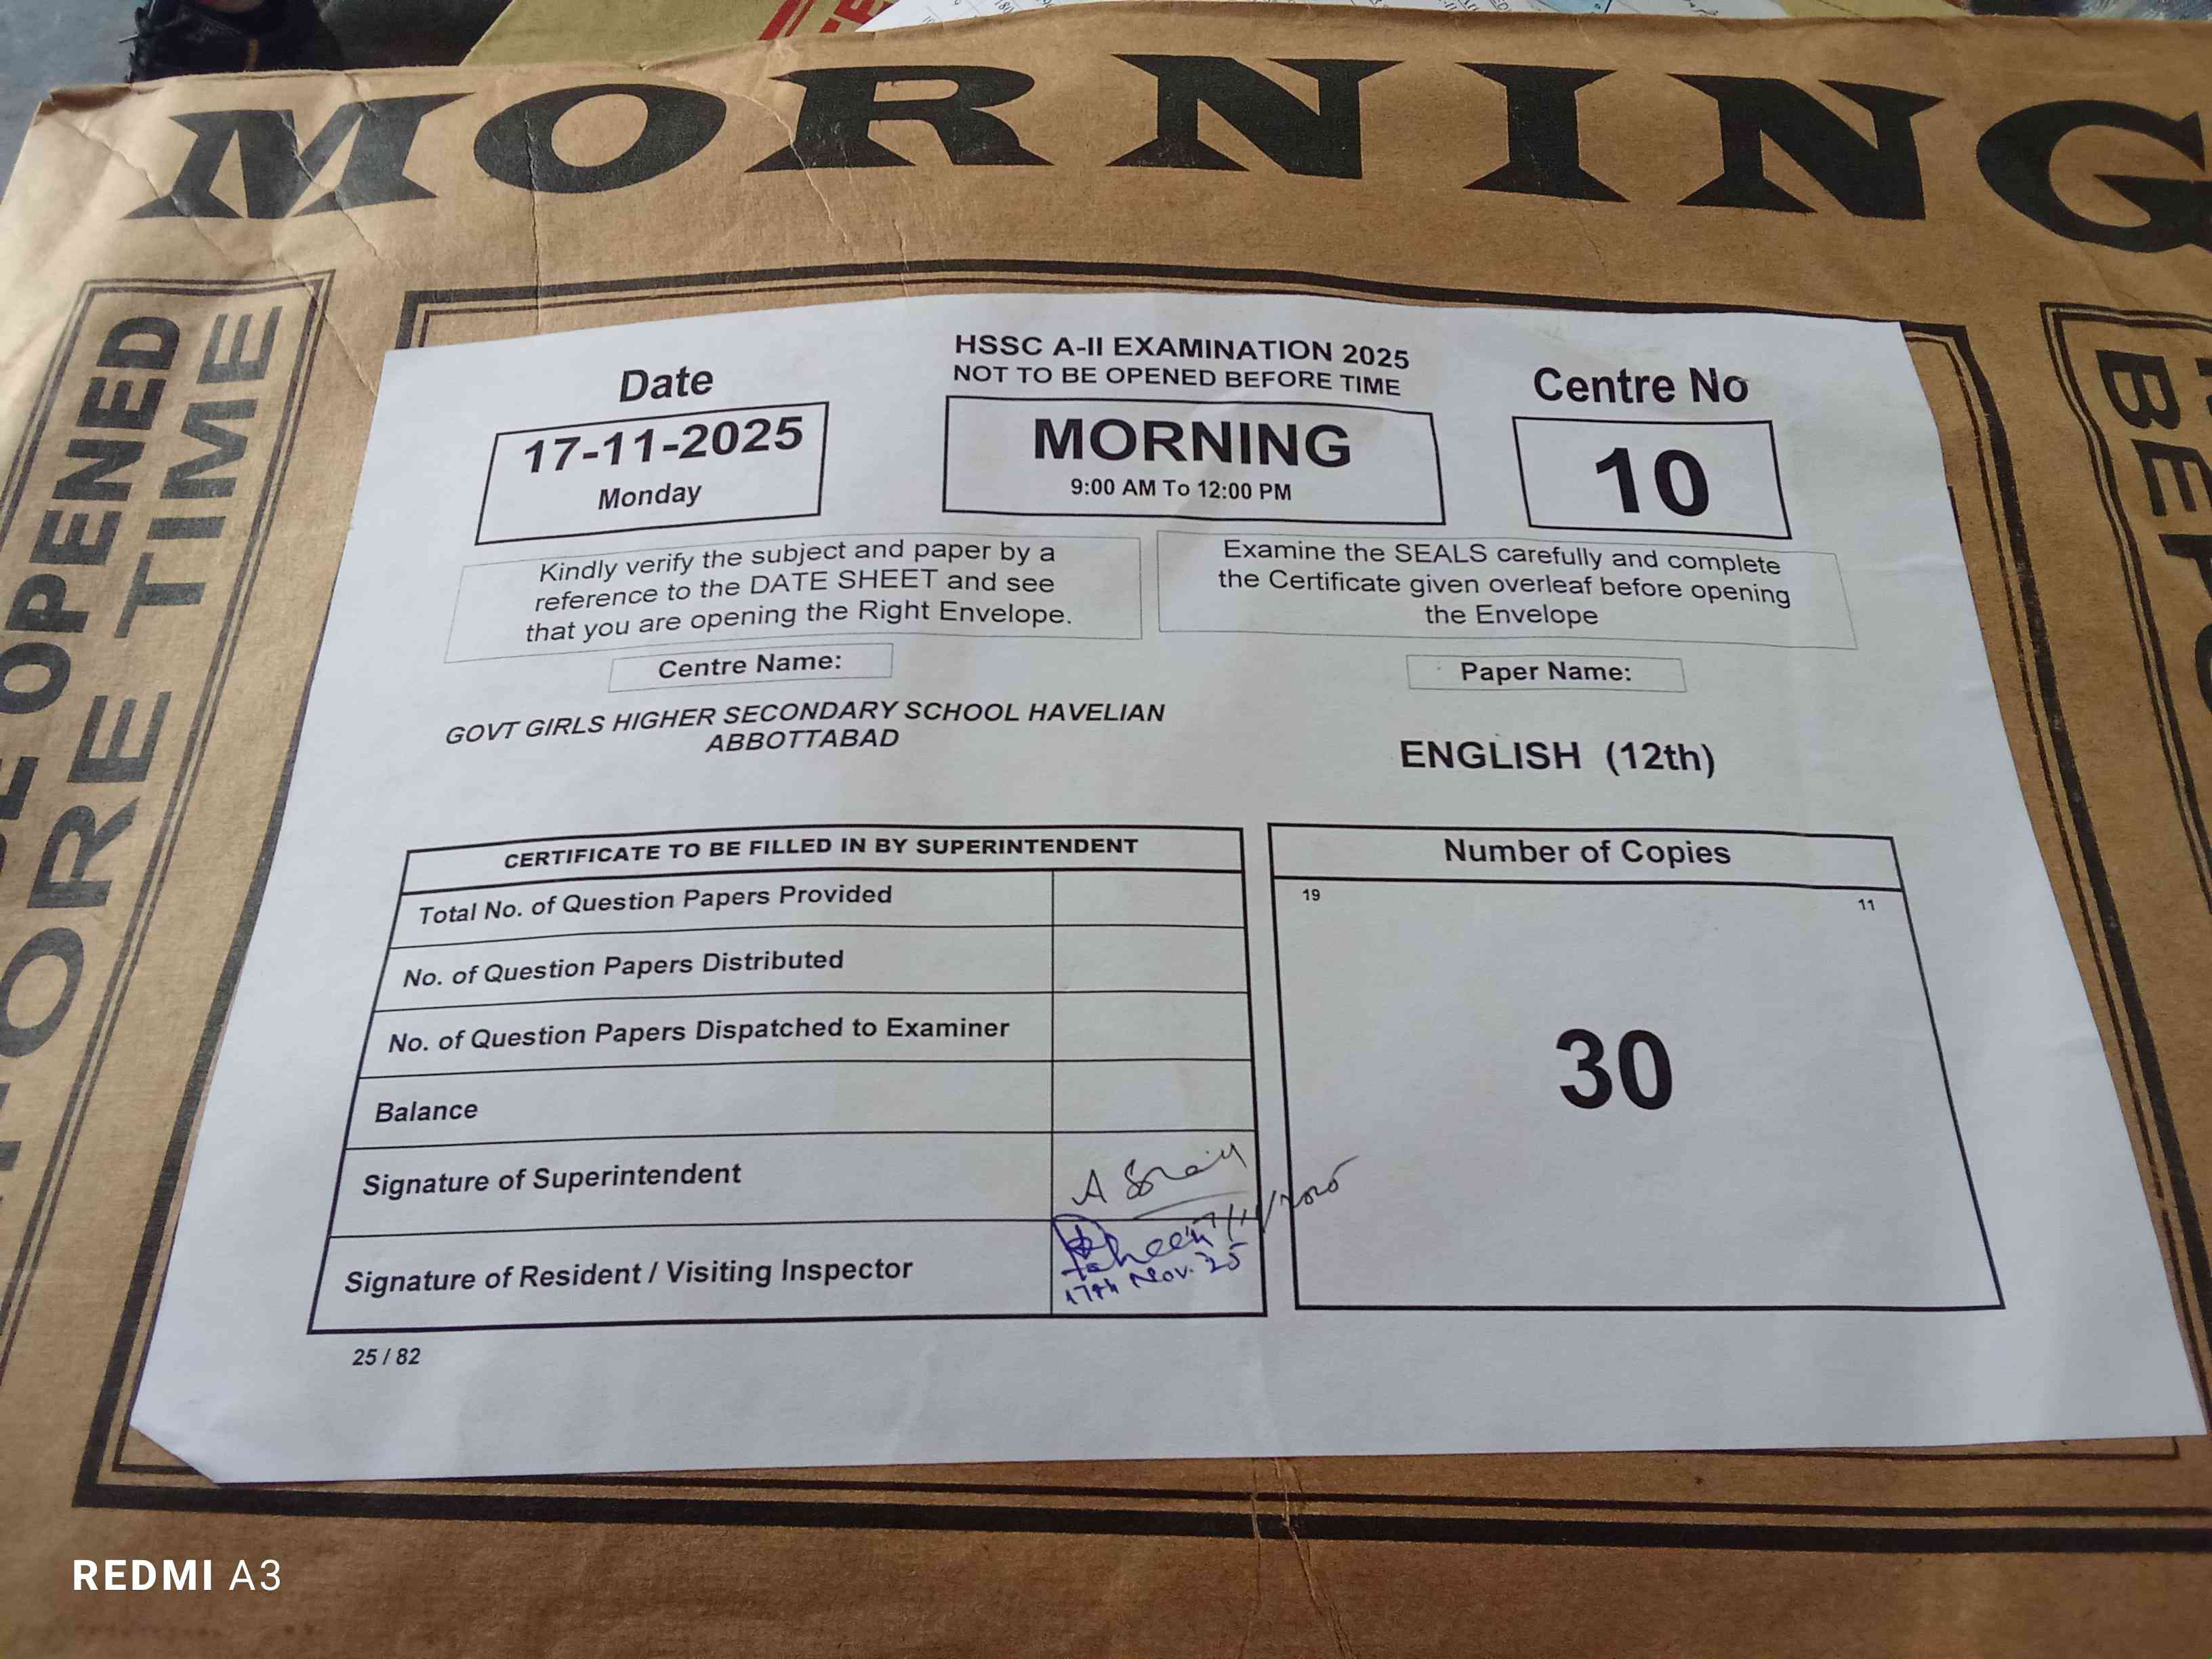 MORNING
BE OPENED
BEFORE TIME
HSSC A-II EXAMINATION 2025
NOT TO BE OPENED BEFORE TIME
Date
17-11-2025
Monday
MORNING
9:00 AM To 12:00 PM
Centre No
10
Kindly verify the subject and paper by a
reference to the DATE SHEET and see
that you are opening the Right Envelope.
Examine the SEALS carefully and complete
the Certificate given overleaf before opening
the Envelope
Centre Name:
GOVT GIRLS HIGHER SECONDARY SCHOOL HAVELIAN
ABBOTTABAD
Paper Name:
ENGLISH (12th)
CERTIFICATE TO BE FILLED IN BY SUPERINTENDENT
Total No. of Question Papers Provided
No. of Question Papers Distributed
No. of Question Papers Dispatched to Examiner
Balance
Signature of Superintendent
17/11/2025
Signature of Resident / Visiting Inspector
17th Nov. 25
Number of Copies
19
11
30
25 / 82
REDMI A3